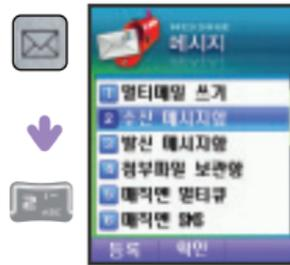 메시지
1 멀티메일 쓰기
2 수신 메시지함
3 발신 메시지함
4 첨부파일 보관함
5 매직엔 멀티큐
6 매직엔 SMS
등록 확인
2 ABC